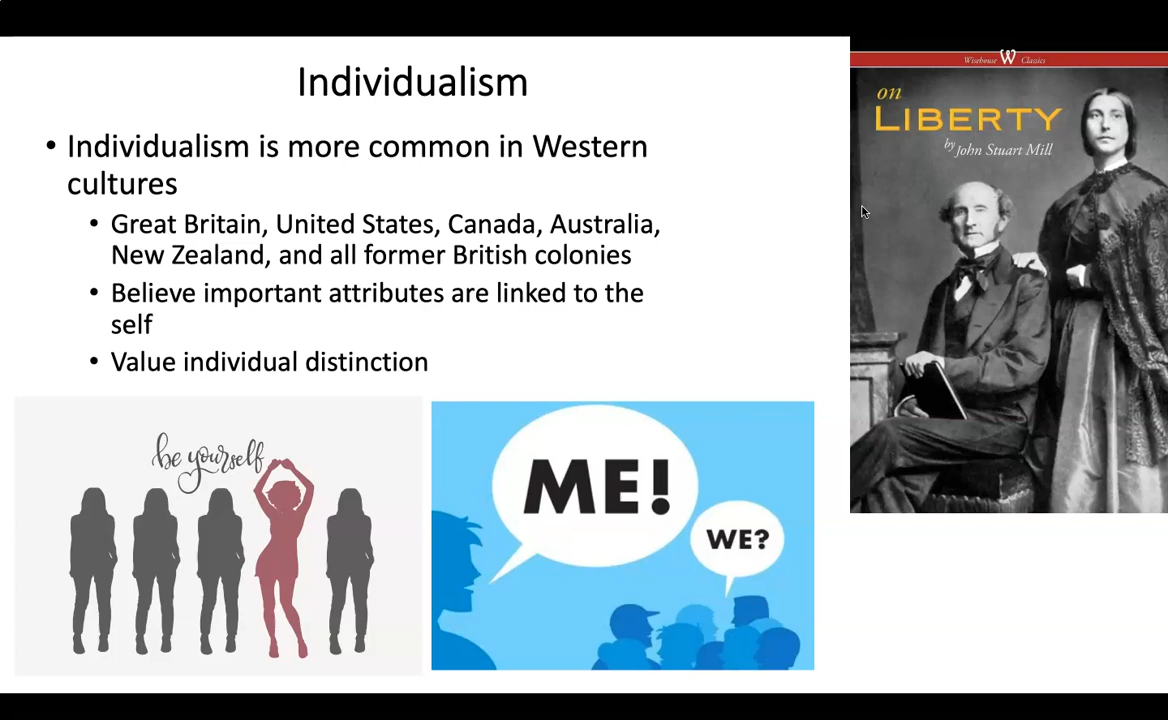 Individualism
• Individualism is more common in Western
cultures
• Great Britain, United States, Canada, Australia,
New Zealand, and all former British colonies
• Believe important attributes are linked to the
self
• Value individual distinction
be yourself
ME!
WE?
Wisehouse W Classics
on
LIBERTY
by John Stuart Mill